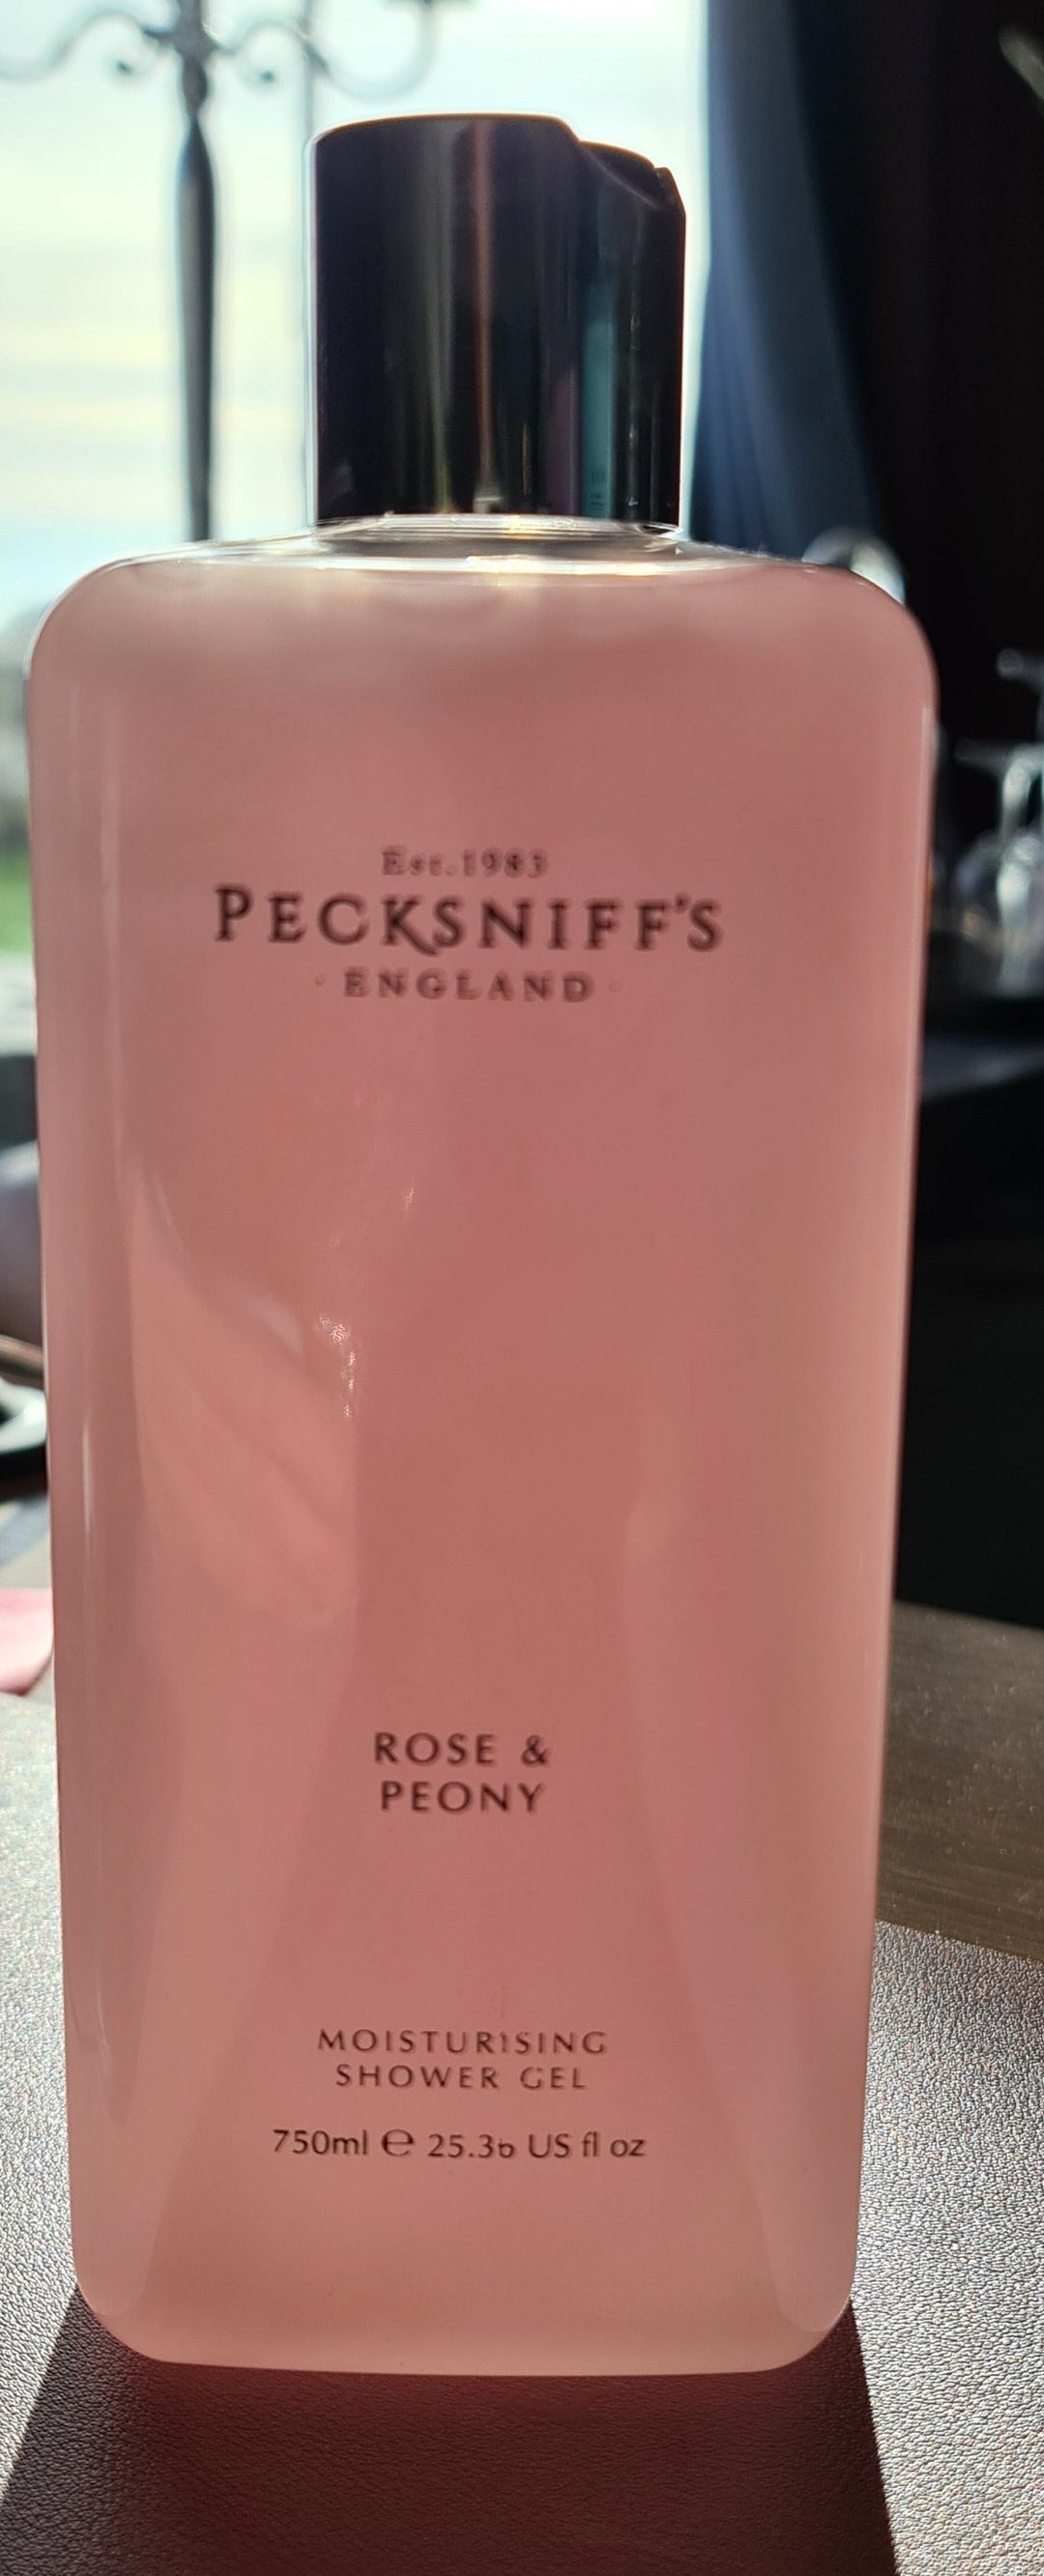 Est.1983
PECKSNIFF'S
· ENGLAND ·
ROSE &
PEONY
MOISTURISING
SHOWER GEL
750ml ℮ 25.36 US fl oz